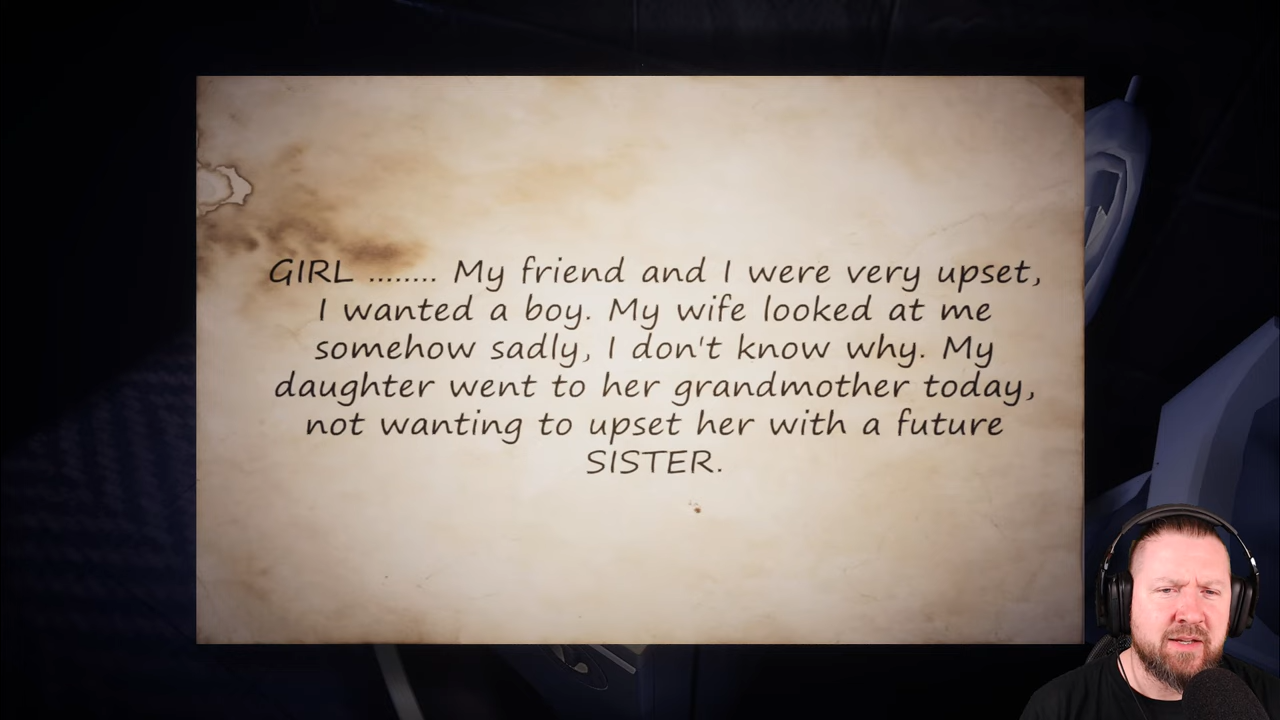 GIRL ........ My friend and I were very upset,
I wanted a boy. My wife looked at me
somehow sadly, I don't know why. My
daughter went to her grandmother today,
not wanting to upset her with a future
SISTER.